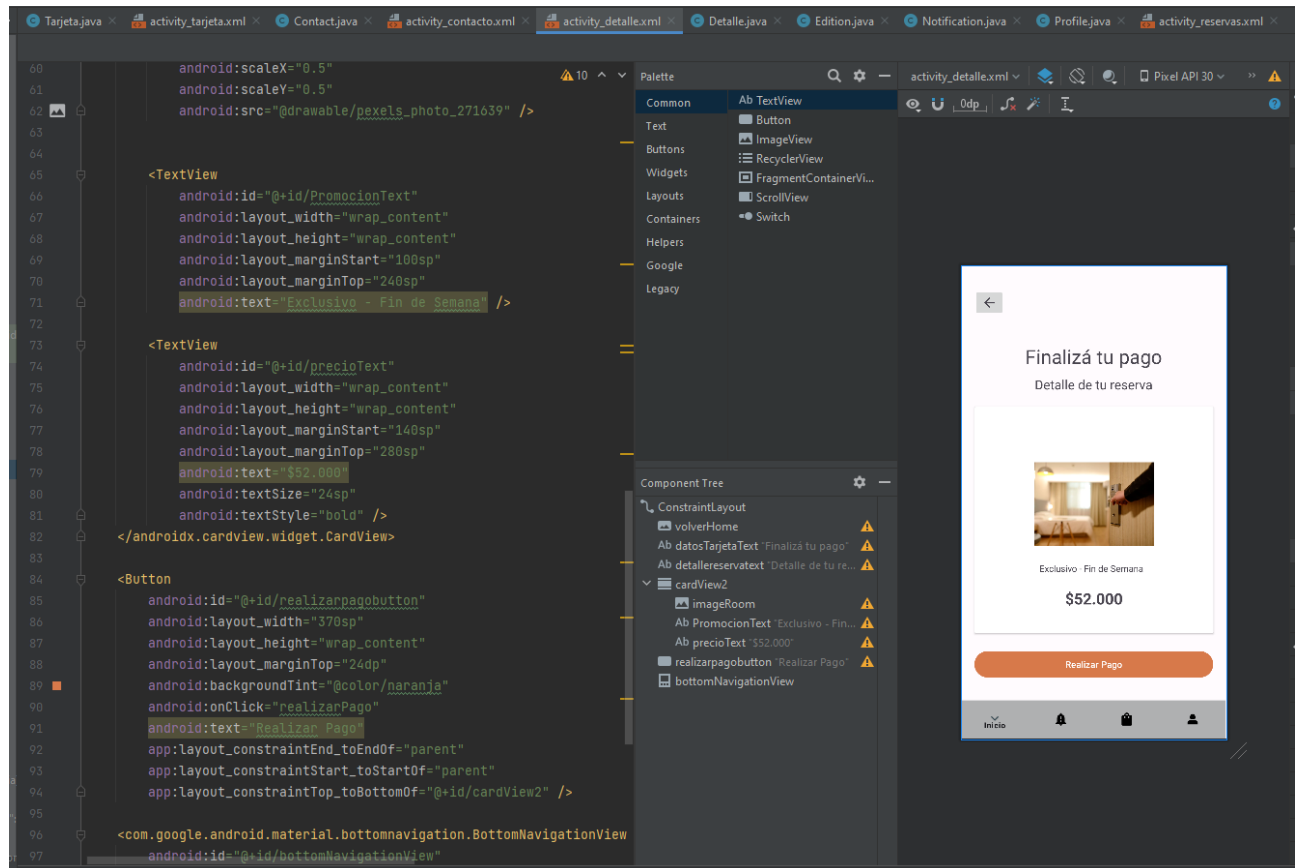 Tarjeta.java activity_tarjeta.xml Contact.java activity_contacto.xml activity_detalle.xml Detalle.java Edition.java Notification.java Profile.java activity_reservas.xml
60 android:scaleX="0.5"
61 android:scaleY="0.5"
62 android:src="@drawable/pexels_photo_271639" />
63
64
65 <TextView
66 android:id="@+id/PromocionText"
67 android:layout_width="wrap_content"
68 android:layout_height="wrap_content"
69 android:layout_marginStart="100sp"
70 android:layout_marginTop="240sp"
71 android:text="Exclusivo - Fin de Semana" />
72
73 <TextView
74 android:id="@+id/precioText"
75 android:layout_width="wrap_content"
76 android:layout_height="wrap_content"
77 android:layout_marginStart="140sp"
78 android:layout_marginTop="280sp"
79 android:text="$52.000"
80 android:textSize="24sp"
81 android:textStyle="bold" />
82 </androidx.cardview.widget.CardView>
83
84 <Button
85 android:id="@+id/realizarpagobutton"
86 android:layout_width="370sp"
87 android:layout_height="wrap_content"
88 android:layout_marginTop="24dp"
89 android:backgroundTint="@color/naranja"
90 android:onClick="realizarPago"
91 android:text="Realizar Pago"
92 app:layout_constraintEnd_toEndOf="parent"
93 app:layout_constraintStart_toStartOf="parent"
94 app:layout_constraintTop_toBottomOf="@+id/cardView2" />
95
96 <com.google.android.material.bottomnavigation.BottomNavigationView
97 android:id="@+id/bottomNavigationView"
10
Palette
Common
Text
Buttons
Widgets
Layouts
Containers
Helpers
Google
Legacy
Ab TextView
Button
ImageView
RecyclerView
FragmentContainerVi...
ScrollView
Switch
Component Tree
ConstraintLayout
volverHome
Ab datosTarjetaText "Finalizá tu pago"
Ab detallereservatext "Detalle de tu re...
cardView2
imageRoom
Ab PromocionText "Exclusivo - Fin...
Ab precioText "$52.000"
realizarpagobutton "Realizar Pago"
bottomNavigationView
activity_detalle.xml Pixel API 30 »
0dp
Finalizá tu pago
Detalle de tu reserva
Exclusivo - Fin de Semana
$52.000
Realizar Pago
Inicio